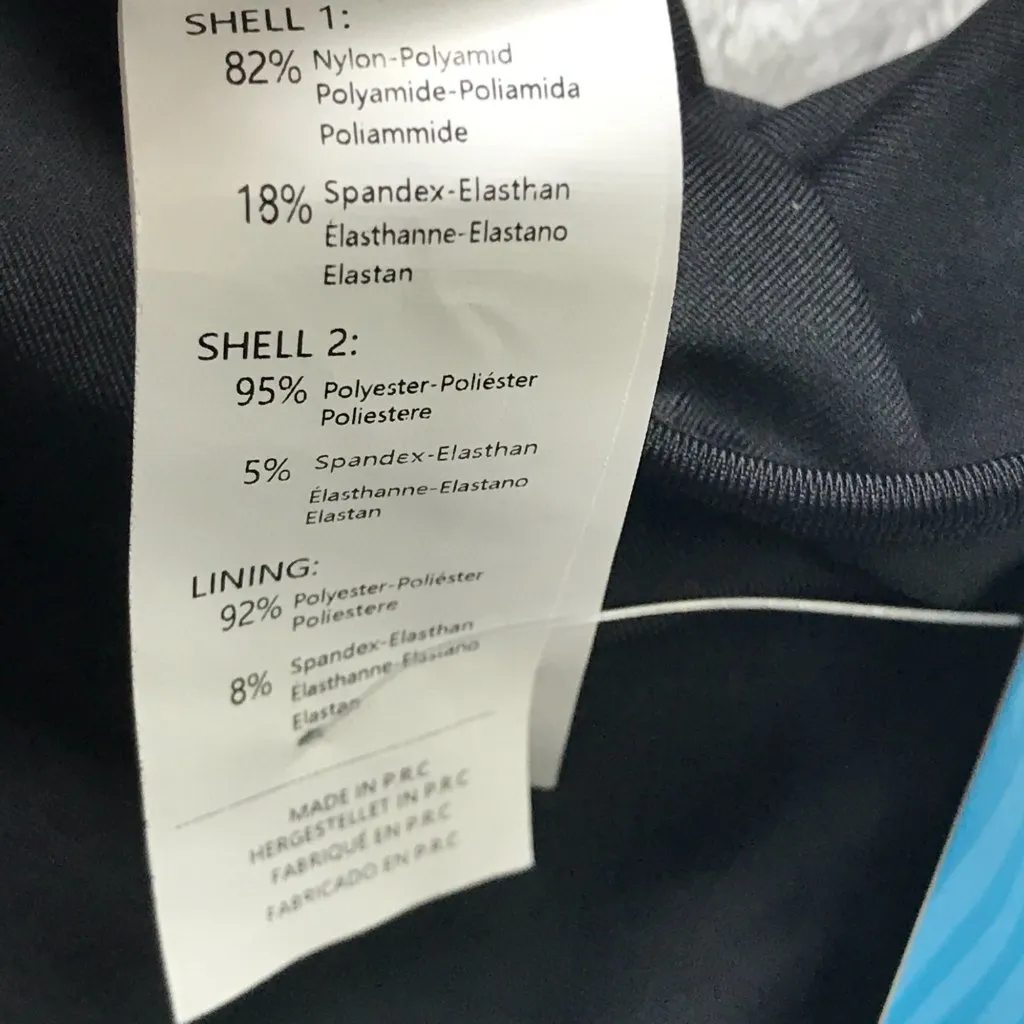 SHELL 1:
82% Nylon-Polyamid
Polyamide-Poliamida
Poliammide
18% Spandex-Elasthan
Élasthanne-Elastano
Elastan
SHELL 2:
95% Polyester-Poliéster
Poliestere
5% Spandex-Elasthan
Élasthanne-Elastano
Elastan
LINING:
92% Polyester-Poliéster
Poliestere
8% Spandex-Elasthan
Élasthanne-Elastano
Elastan
MADE IN P.R.C
HERGESTELLET IN P.R.C
FABRIQUÉ EN P.R.C
FABRICADO EN P.R.C